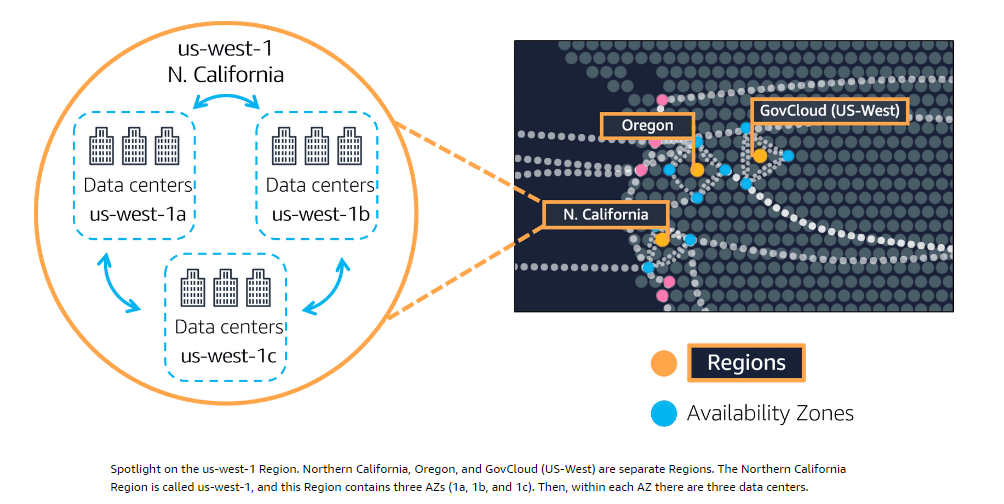 us-west-1
N. California
Data centers
us-west-1a
Data centers
us-west-1b
Data centers
us-west-1c
Oregon
GovCloud (US-West)
N. California
Regions
Availability Zones
Spotlight on the us-west-1 Region. Northern California, Oregon, and GovCloud (US-West) are separate Regions. The Northern California
Region is called us-west-1, and this Region contains three AZs (1a, 1b, and 1c). Then, within each AZ there are three data centers.